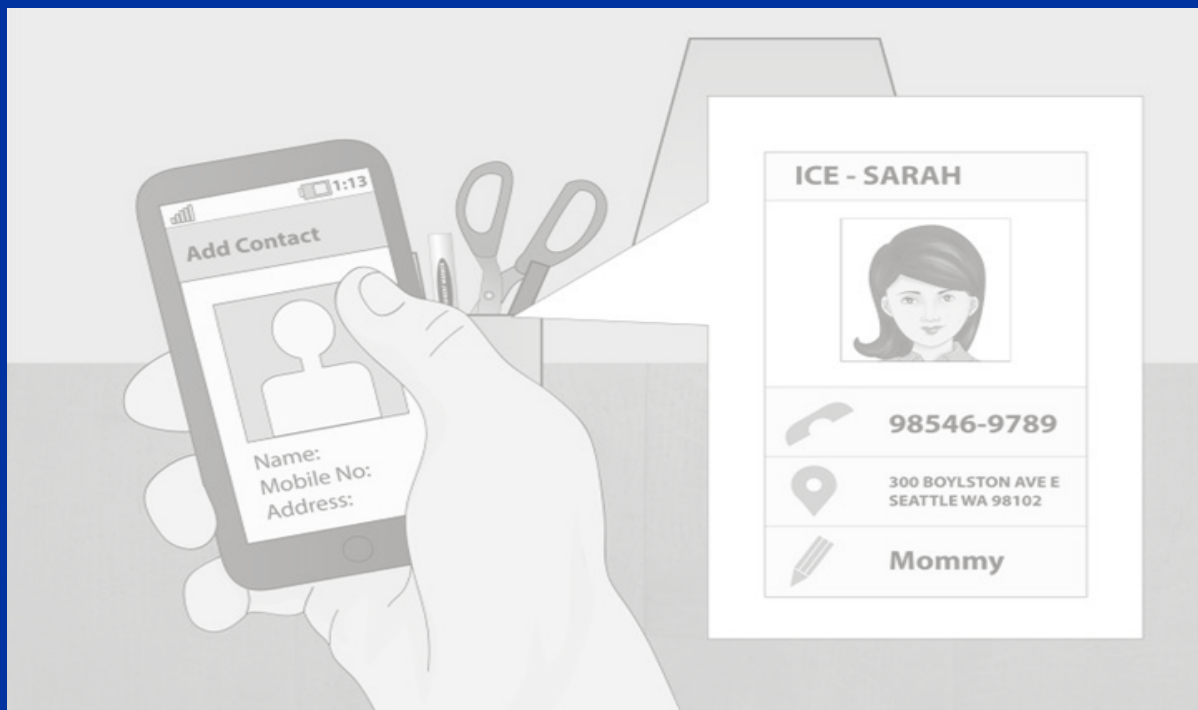 1:13
Add Contact
Name:
Mobile No:
Address:
ICE - SARAH
98546-9789
300 BOYLSTON AVE E
SEATTLE WA 98102
Mommy